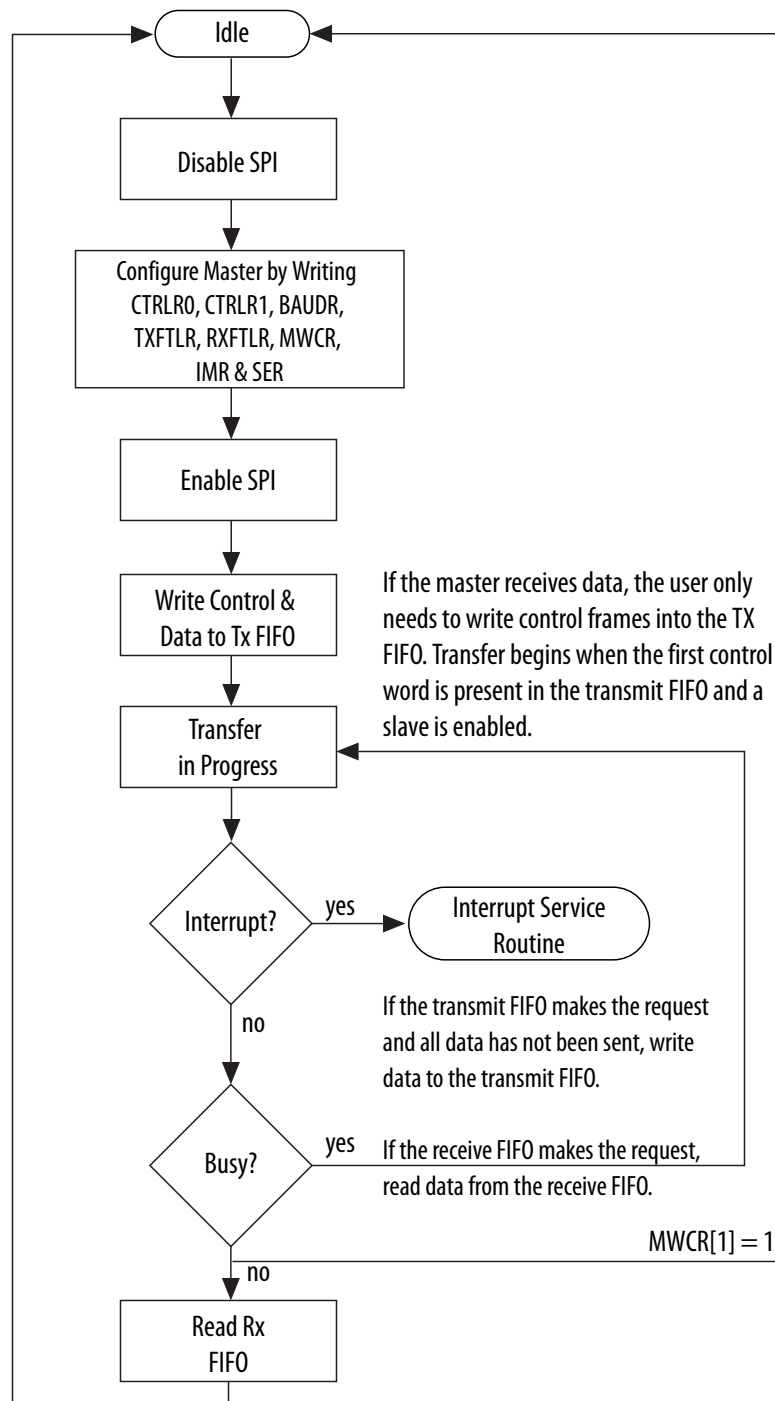 Idle
Disable SPI
Configure Master by Writing
CTRLR0, CTRLR1, BAUDR,
TXFTLR, RXFTLR, MWCR,
IMR & SER
Enable SPI
Write Control &
Data to Tx FIFO
If the master receives data, the user only
needs to write control frames into the TX
FIFO. Transfer begins when the first control
word is present in the transmit FIFO and a
slave is enabled.
Transfer
in Progress
Interrupt?
yes
Interrupt Service
Routine
no
If the transmit FIFO makes the request
and all data has not been sent, write
data to the transmit FIFO.
Busy?
yes
If the receive FIFO makes the request,
read data from the receive FIFO.
MWCR[1] = 1
no
Read Rx
FIFO